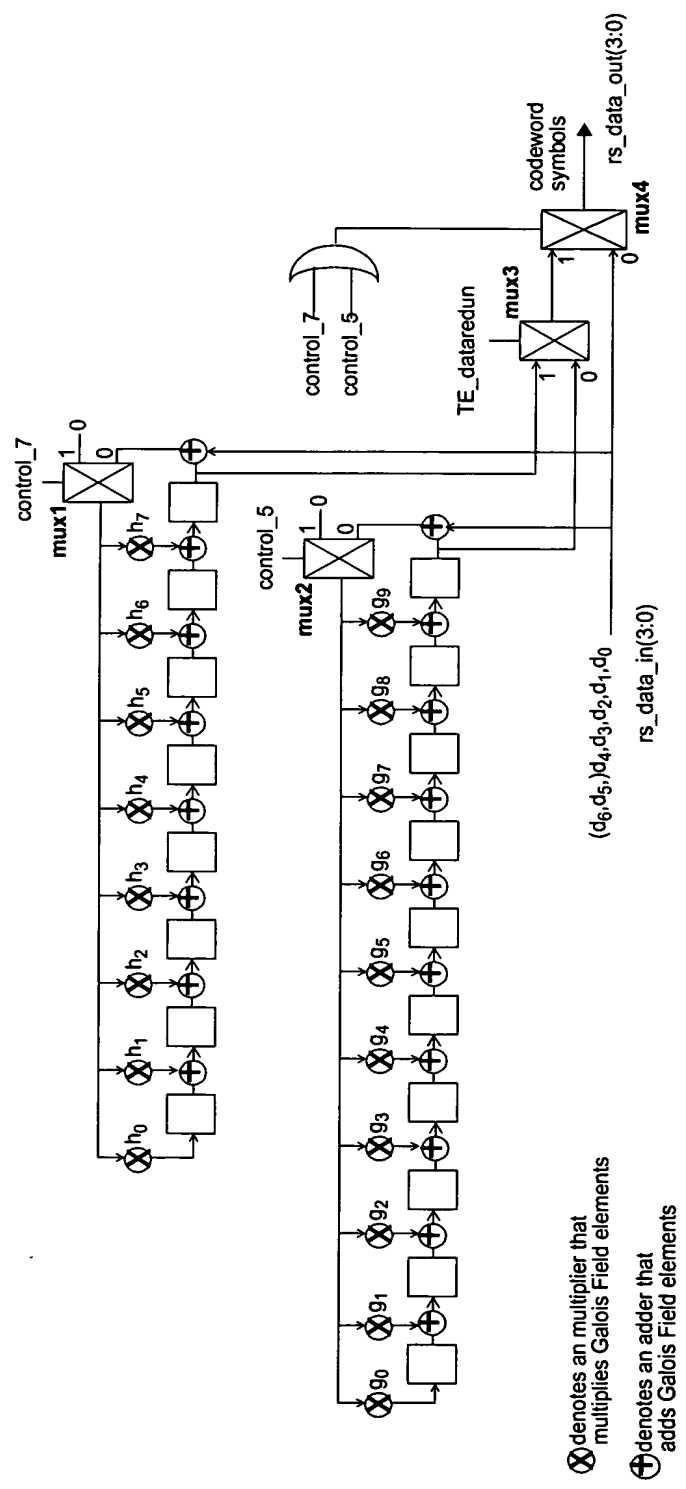 control_7
1
0
0
mux1
h0
h1
h2
h3
h4
h5
h6
h7
control_5
1
0
0
mux2
g0
g1
g2
g3
g4
g5
g6
g7
g8
g9
control_7
control_5
TE_dataredun
mux3
1
0
codeword
symbols
1
0
mux4
rs_data_out(3:0)
(d6,d5,)d4,d3,d2,d1,d0
rs_data_in(3:0)
denotes an multiplier that
multiplies Galois Field elements
denotes an adder that
adds Galois Field elements